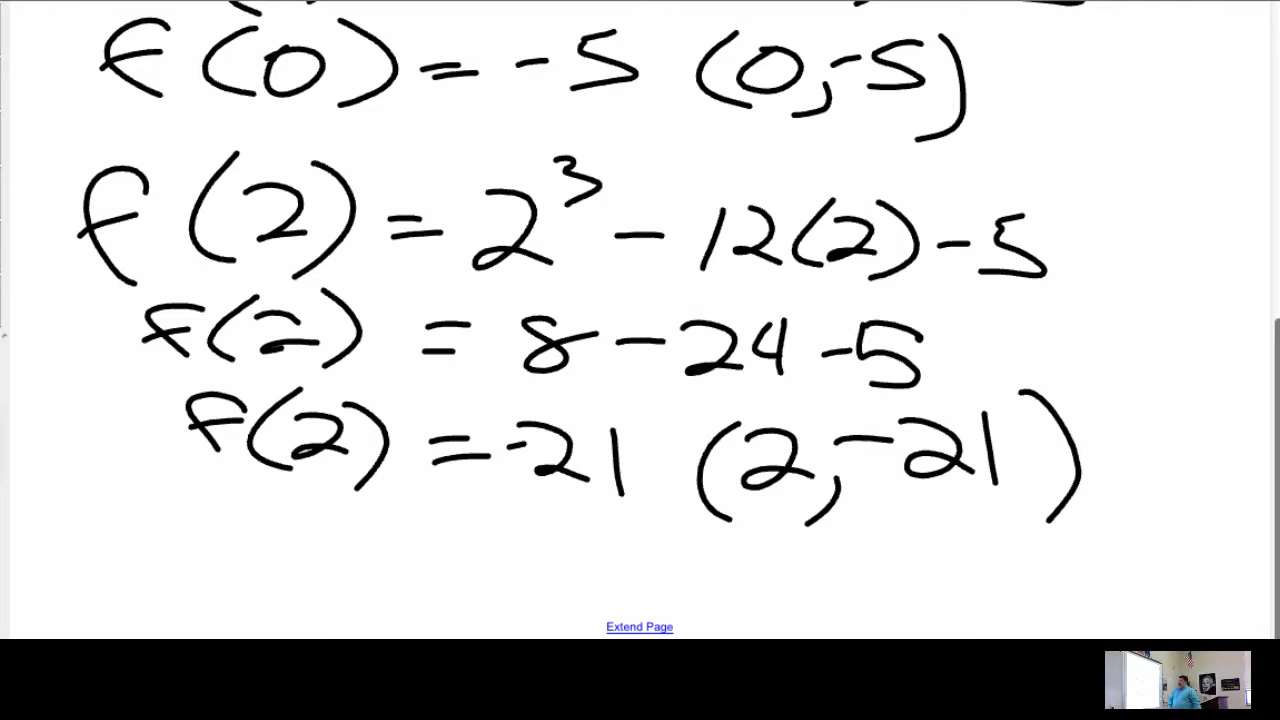 f(0) = -5 (0,-5)
f(2) = 2³ - 12(2) - 5
f(2) = 8 - 24 - 5
f(2) = -21 (2,-21)
Extend Page